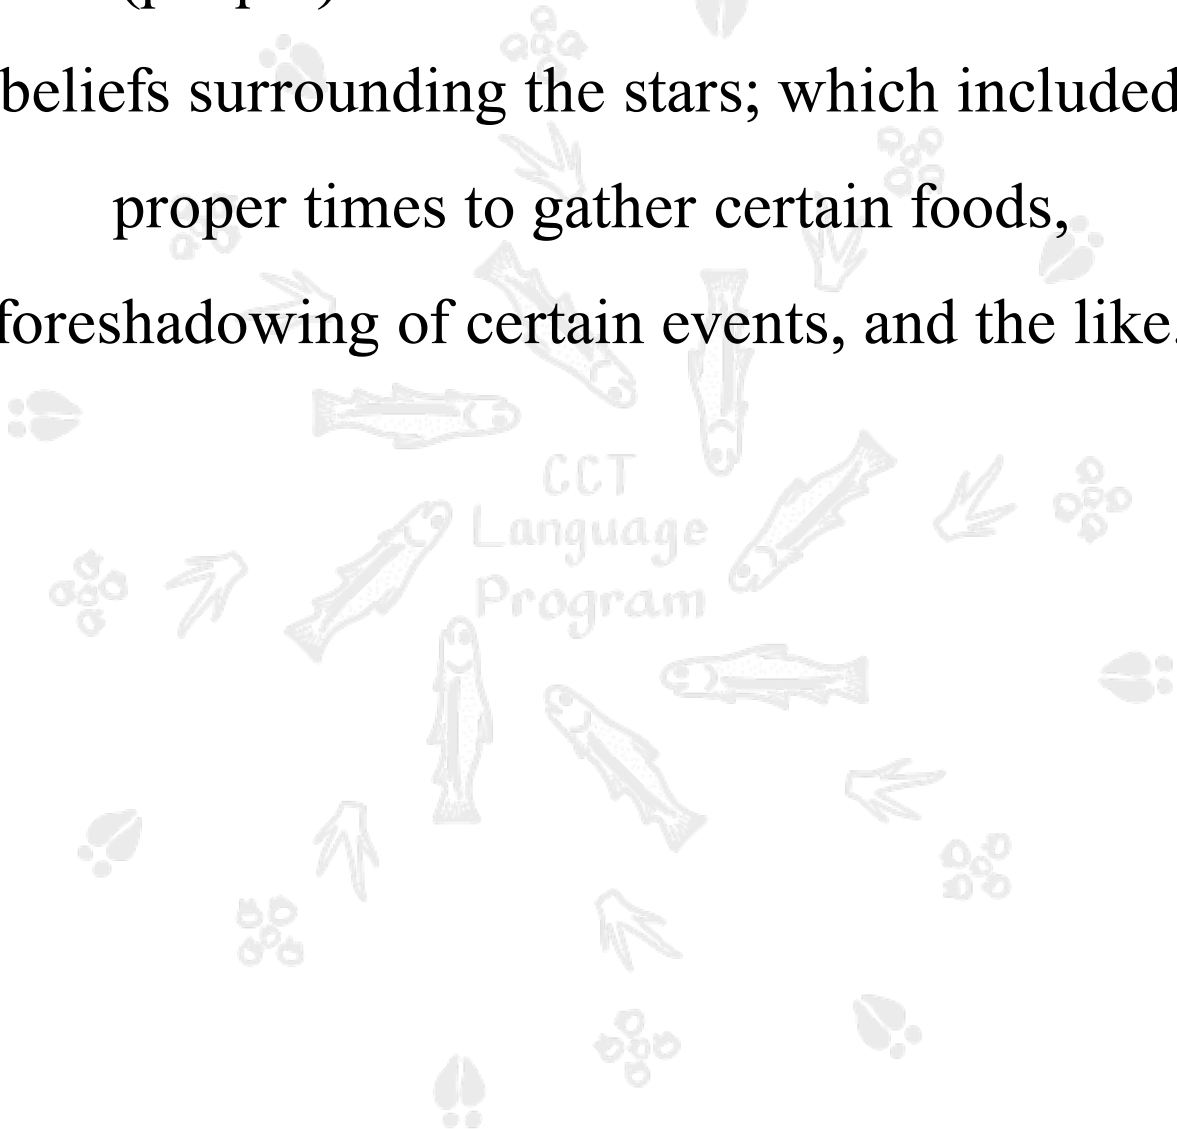 beliefs surrounding the stars; which included
proper times to gather certain foods,
foreshadowing of certain events, and the like.
CCT
Language
Program